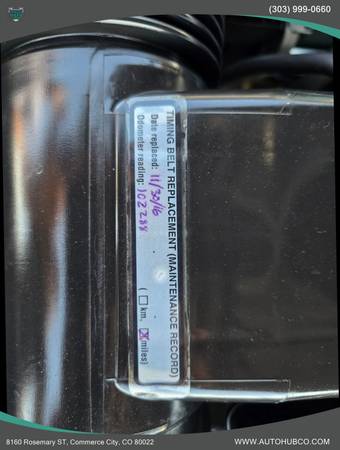 (303) 999-0660
TIMING BELT REPLACEMENT (MAINTENANCE RECORD)
Date replaced: 11/30/16
Odometer reading: 102288 ( ☐ km, ☒ miles)
8160 Rosemary ST, Commerce City, CO 80022
WWW.AUTOHUBCO.COM